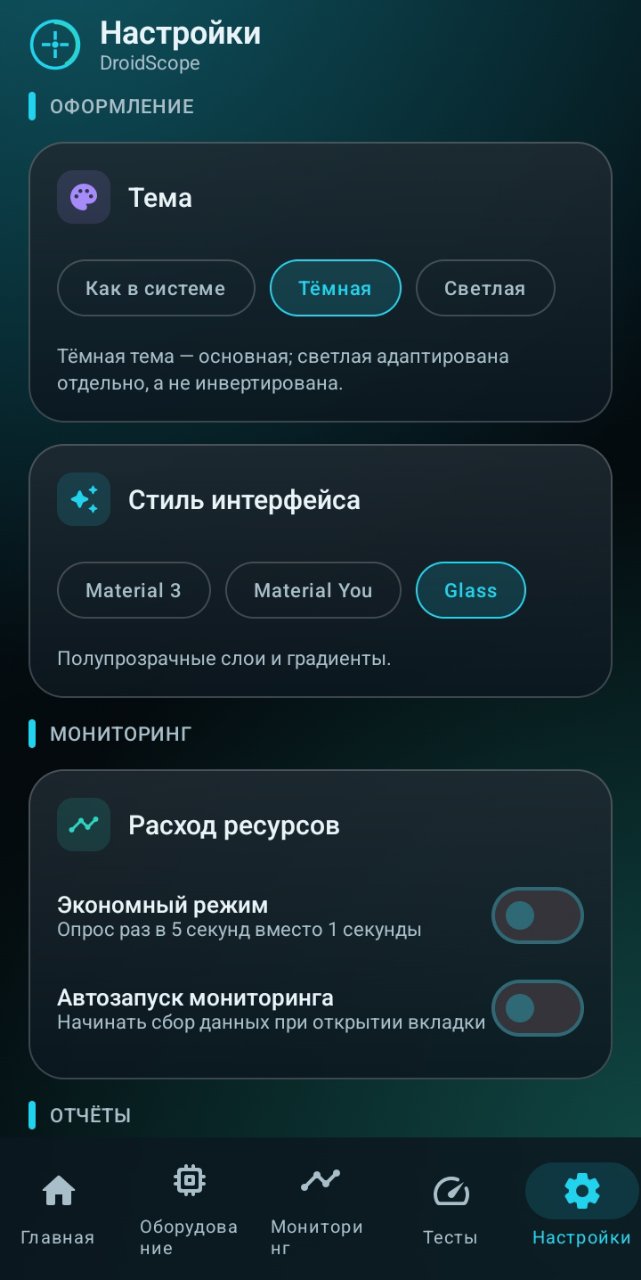 Настройки
DroidScope
ОФОРМЛЕНИЕ
Тема
Как в системе
Тёмная
Светлая
Тёмная тема — основная; светлая адаптирована
отдельно, а не инвертирована.
Стиль интерфейса
Material 3
Material You
Glass
Полупрозрачные слои и градиенты.
МОНИТОРИНГ
Расход ресурсов
Экономный режим
Опрос раз в 5 секунд вместо 1 секунды
Автозапуск мониторинга
Начинать сбор данных при открытии вкладки
ОТЧЁТЫ
Главная
Оборудова
ние
Монитори
нг
Тесты
Настройки